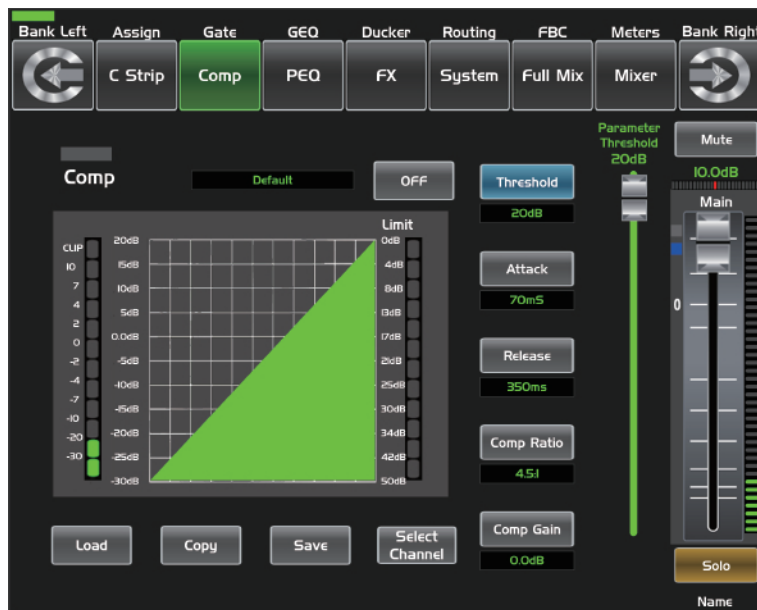 Bank Left Assign Gate GEQ Ducker Routing FBC Meters Bank Right
C Strip Comp PEQ FX System Full Mix Mixer
Parameter
Threshold
20dB
Mute
Comp
Default
OFF
Threshold
20dB
10.0dB
Main
Limit
CLIP
10
7
4
2
0
-2
-4
-7
-10
-20
-30
20dB
15dB
10dB
5dB
0.0dB
-5dB
-10dB
-15dB
-20dB
-25dB
-30dB
0dB
4dB
8dB
13dB
17dB
21dB
25dB
30dB
34dB
42dB
50dB
Attack
70mS
0
Release
350ms
Comp Ratio
4.5:1
Comp Gain
0.0dB
Load
Copy
Save
Select
Channel
Solo
Name